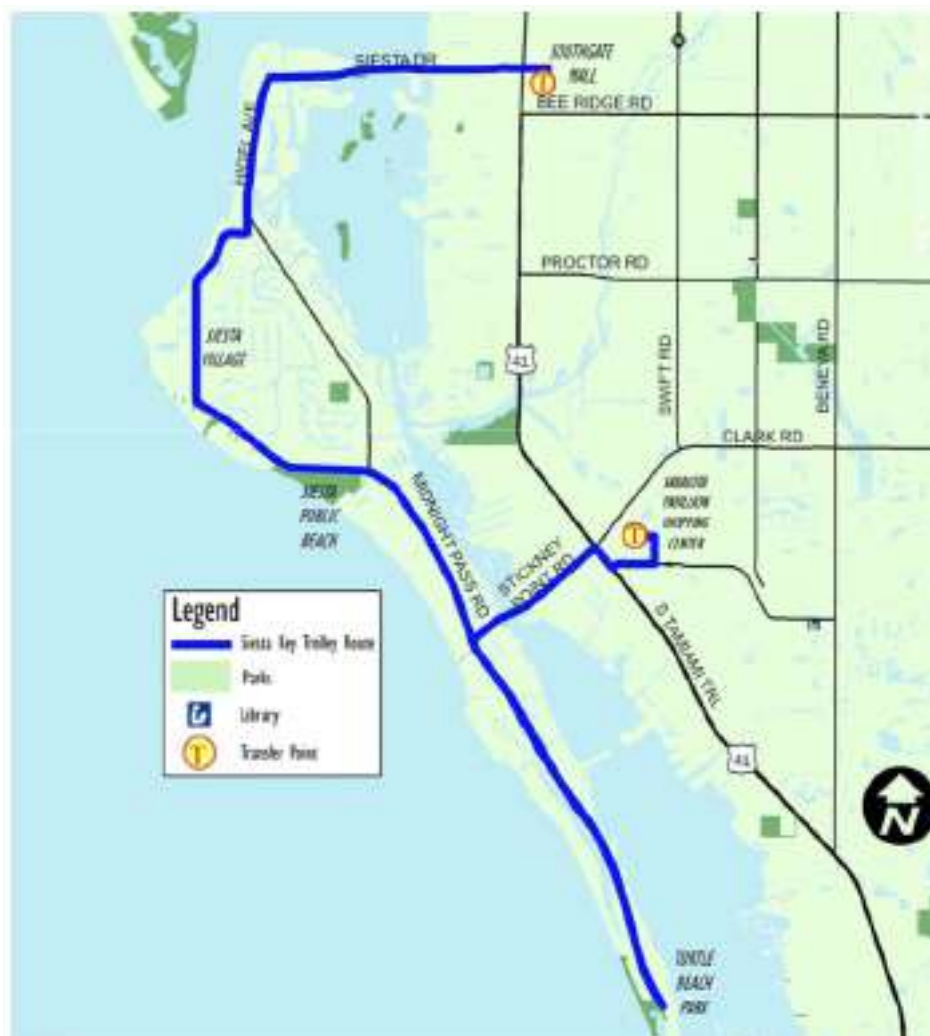 SIESTA DR
SOUTHGATE
MALL
BEE RIDGE RD
HIGEL AVE
PROCTOR RD
SIESTA
VILLAGE
41
SWIFT RD
BENEVA RD
CLARK RD
SIESTA
PUBLIC
BEACH
MIDNIGHT PASS RD
STICKNEY
POINT RD
PAVILION
SHOPPING
CENTER
S TAMIAMI TRL
Legend
Siesta Key Trolley Route
Parks
Library
Transfer Point
41
N
TURTLE
BEACH
PARK